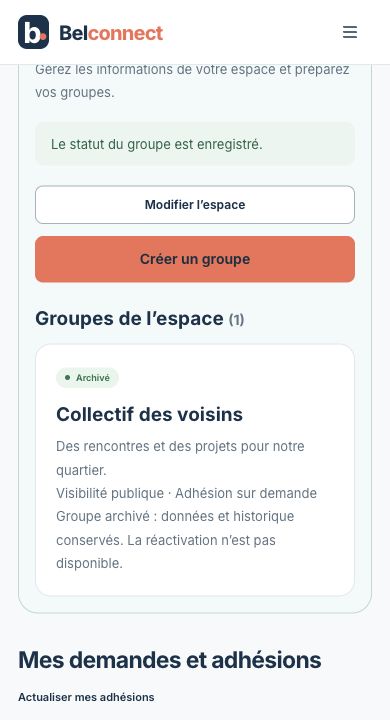 b.
Belconnect
Gérez les informations de votre espace et préparez
vos groupes.
Le statut du groupe est enregistré.
Modifier l’espace
Créer un groupe
Groupes de l’espace (1)
Archivé
Collectif des voisins
Des rencontres et des projets pour notre
quartier.
Visibilité publique · Adhésion sur demande
Groupe archivé : données et historique
conservés. La réactivation n’est pas
disponible.
Mes demandes et adhésions
Actualiser mes adhésions